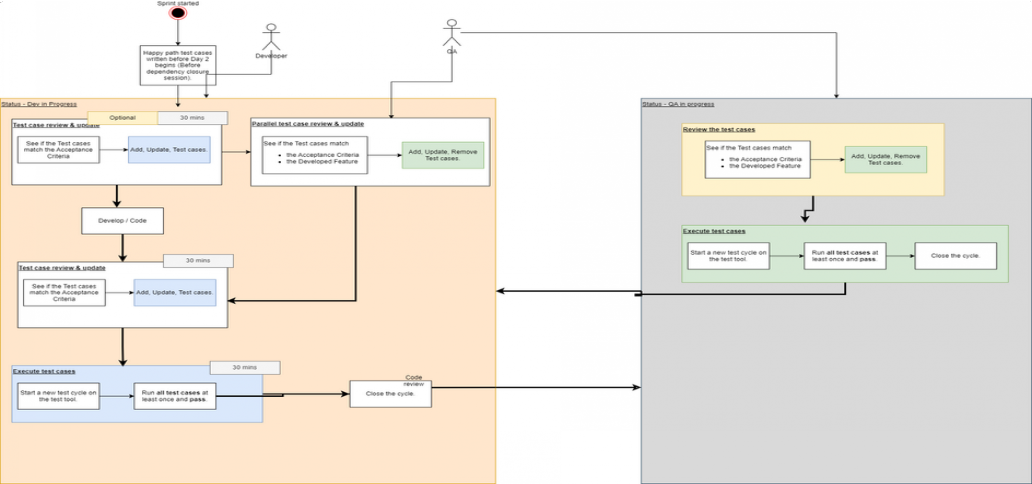 Sprint started
Happy path test cases
written before Day 2
begins (Before
dependency closure
session).
Developer
QA
Status - Dev in Progress
Optional
30 mins
Test case review & update
See if the Test cases
match the Acceptance
Criteria
Add, Update, Test cases.
Parallel test case review & update
See if the Test cases match
• the Acceptance Criteria
• the Developed Feature
Add, Update, Remove
Test cases.
Develop / Code
30 mins
Test case review & update
See if the Test cases
match the Acceptance
Criteria
Add, Update, Test cases.
30 mins
Execute test cases
Start a new test cycle on
the test tool.
Run all test cases at
least once and pass.
Code
review
Close the cycle.
Status - QA in progress
Review the test cases
See if the Test cases match
• the Acceptance Criteria
• the Developed Feature
Add, Update, Remove
Test cases.
Execute test cases
Start a new test cycle on
the test tool.
Run all test cases at
least once and pass.
Close the cycle.